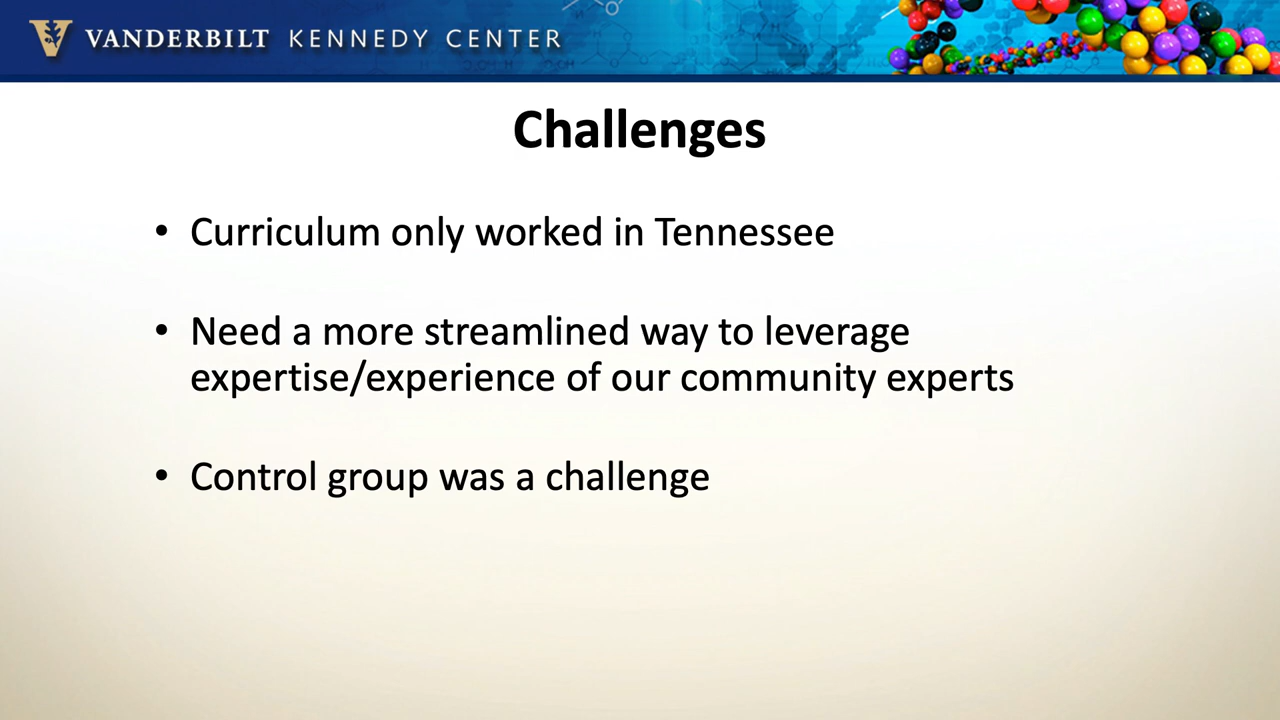 VANDERBILT KENNEDY CENTER
Challenges
• Curriculum only worked in Tennessee
• Need a more streamlined way to leverage
expertise/experience of our community experts
• Control group was a challenge